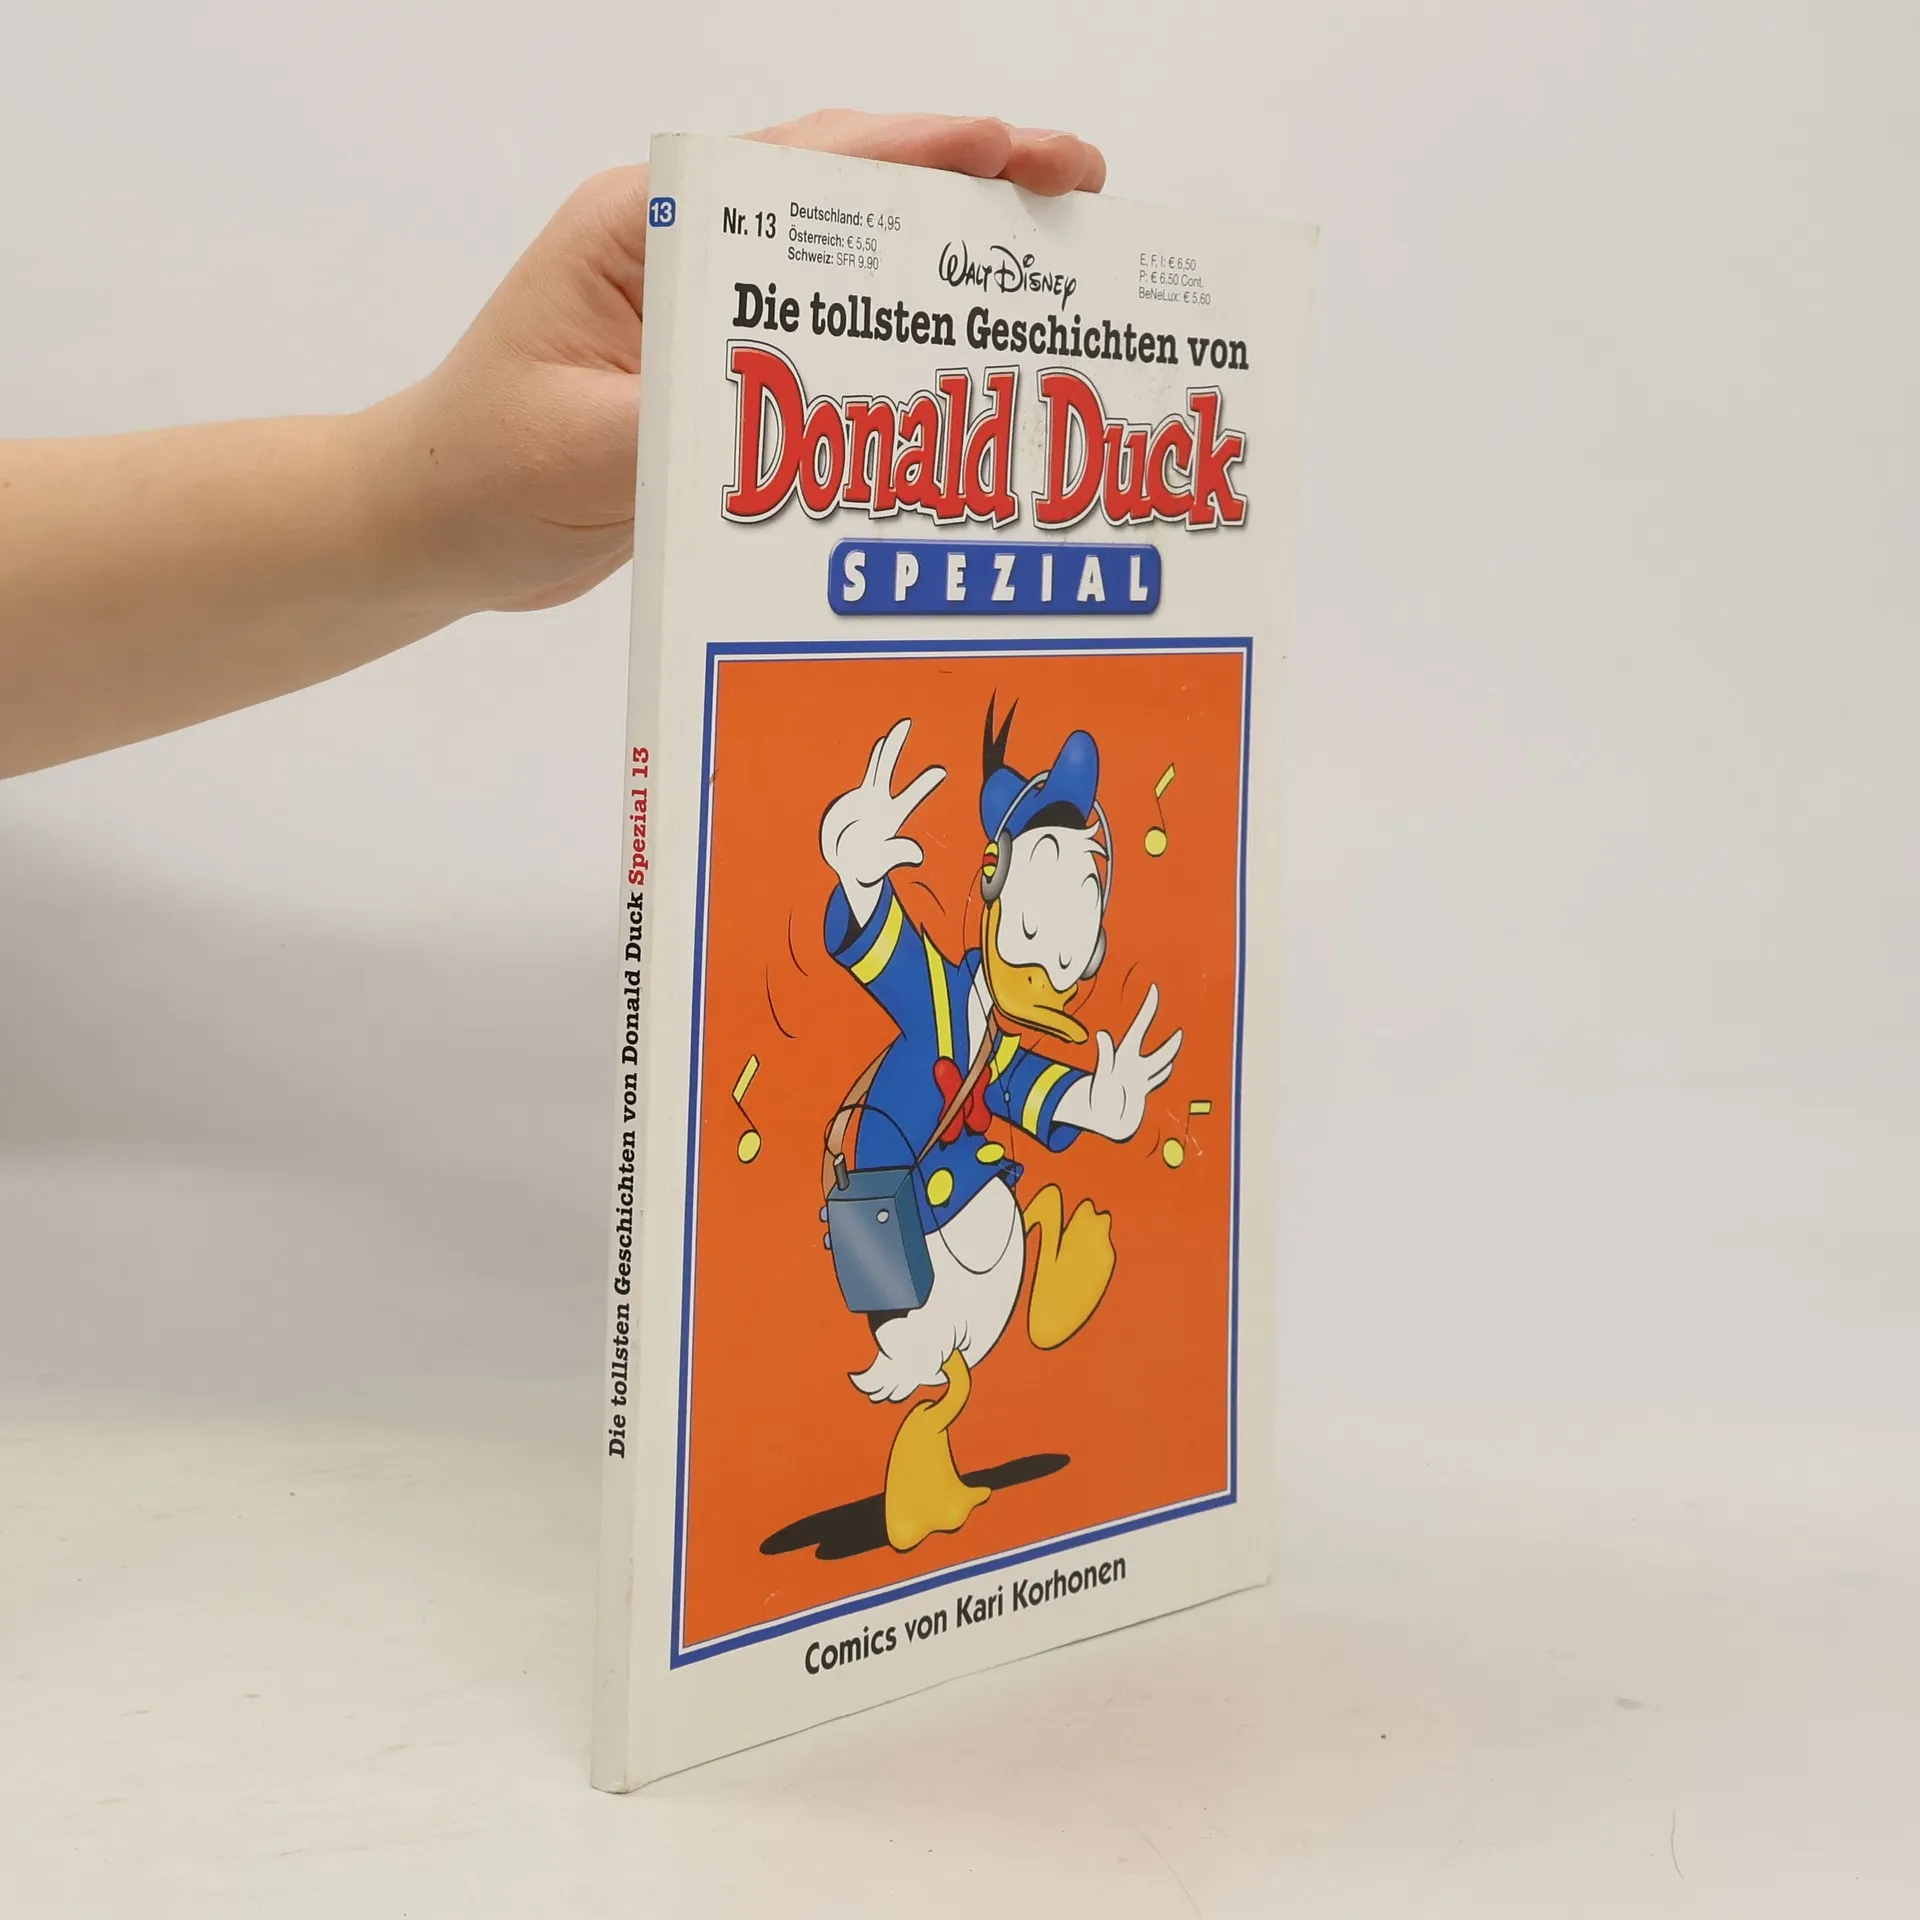 13
Nr. 13
Deutschland: € 4,95
Österreich: € 5,50
Schweiz: SFR 9.90
WALT DISNEY
E, F, I: € 6,50
P: € 6,50 Cont.
BeNeLux: € 5,60
Die tollsten Geschichten von
Donald Duck
SPEZIAL
Die tollsten Geschichten von Donald Duck Spezial 13
Comics von Kari Korhonen